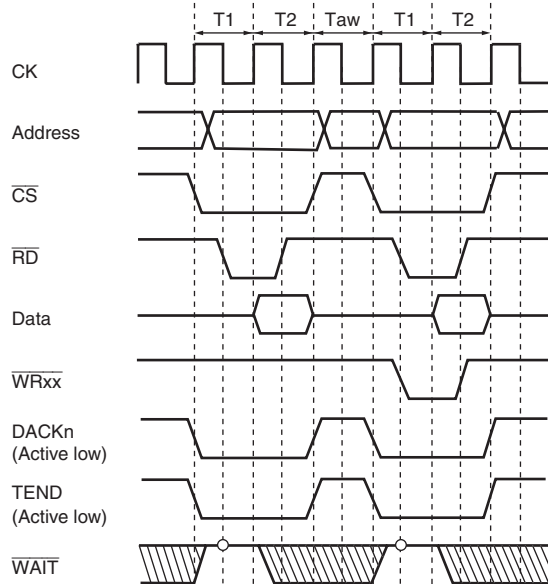 T1 T2 Taw T1 T2
CK
Address
CS
RD
Data
WRxx
DACKn
(Active low)
TEND
(Active low)
WAIT